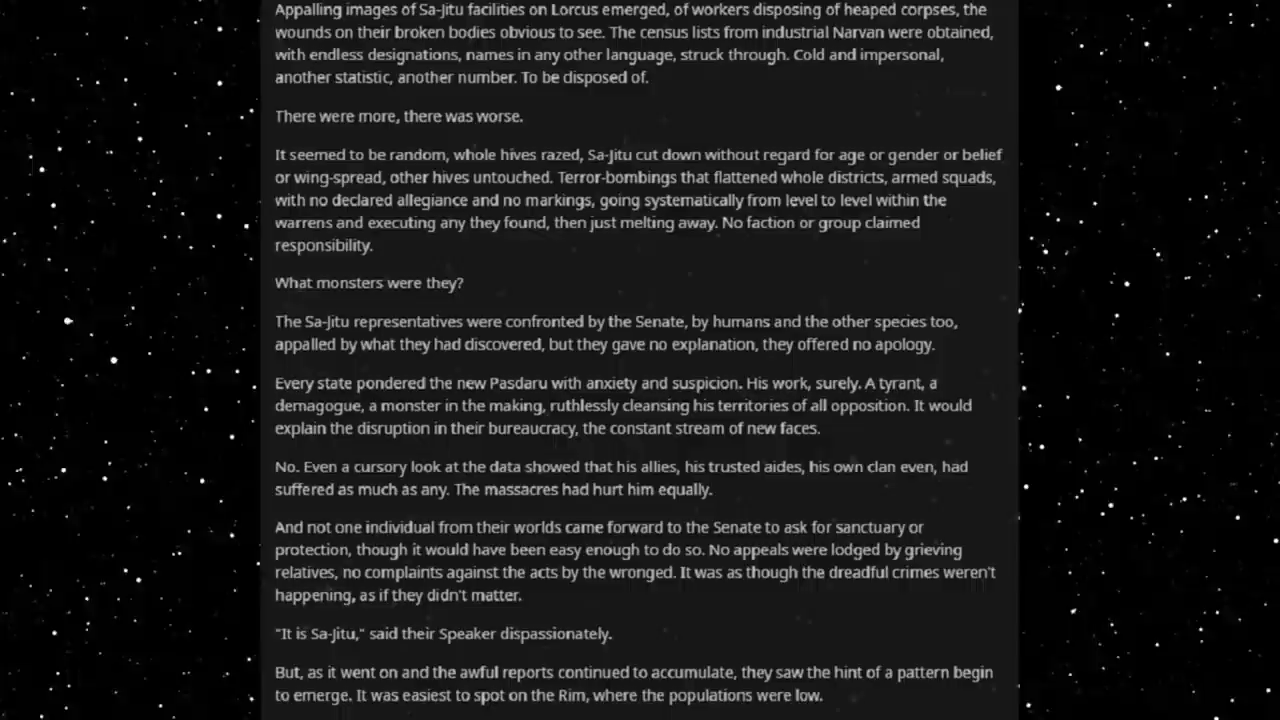 Appalling images of Sa-Jitu facilities on Lorcus emerged, of workers disposing of heaped corpses, the
wounds on their broken bodies obvious to see. The census lists from industrial Narvan were obtained,
with endless designations, names in any other language, struck through. Cold and impersonal,
another statistic, another number. To be disposed of.
There were more, there was worse.
It seemed to be random, whole hives razed, Sa-Jitu cut down without regard for age or gender or belief
or wing-spread, other hives untouched. Terror-bombings that flattened whole districts, armed squads,
with no declared allegiance and no markings, going systematically from level to level within the
warrens and executing any they found, then just melting away. No faction or group claimed
responsibility.
What monsters were they?
The Sa-Jitu representatives were confronted by the Senate, by humans and the other species too,
appalled by what they had discovered, but they gave no explanation, they offered no apology.
Every state pondered the new Pasdaru with anxiety and suspicion. His work, surely. A tyrant, a
demagogue, a monster in the making, ruthlessly cleansing his territories of all opposition. It would
explain the disruption in their bureaucracy, the constant stream of new faces.
No. Even a cursory look at the data showed that his allies, his trusted aides, his own clan even, had
suffered as much as any. The massacres had hurt him equally.
And not one individual from their worlds came forward to the Senate to ask for sanctuary or
protection, though it would have been easy enough to do so. No appeals were lodged by grieving
relatives, no complaints against the acts by the wronged. It was as though the dreadful crimes weren't
happening, as if they didn't matter.
"It is Sa-Jitu," said their Speaker dispassionately.
But, as it went on and the awful reports continued to accumulate, they saw the hint of a pattern begin
to emerge. It was easiest to spot on the Rim, where the populations were low.